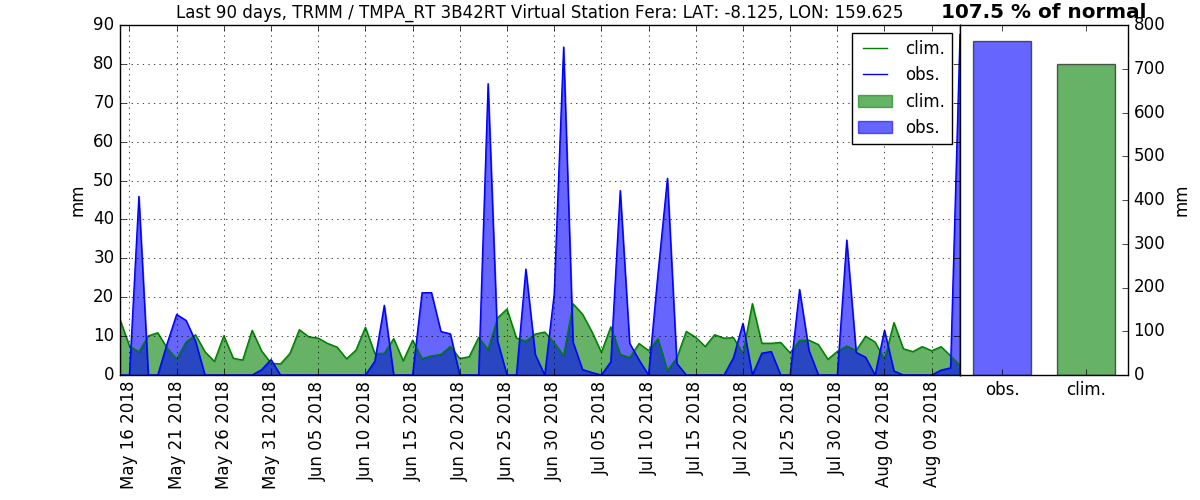 Last 90 days, TRMM / TMPA_RT 3B42RT Virtual Station Fera: LAT: -8.125, LON: 159.625
107.5 % of normal
90
80
70
60
50
40
30
20
10
0
mm
clim.
obs.
clim.
obs.
800
700
600
500
400
300
200
100
0
mm
May 16 2018
May 21 2018
May 26 2018
May 31 2018
Jun 05 2018
Jun 10 2018
Jun 15 2018
Jun 20 2018
Jun 25 2018
Jun 30 2018
Jul 05 2018
Jul 10 2018
Jul 15 2018
Jul 20 2018
Jul 25 2018
Jul 30 2018
Aug 04 2018
Aug 09 2018
obs.
clim.